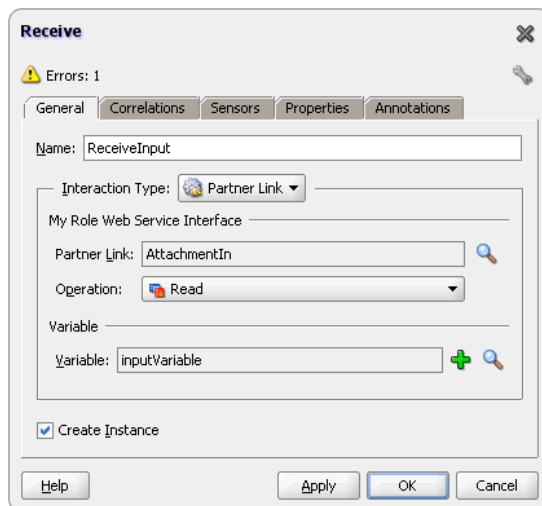 Receive
Errors: 1
General Correlations Sensors Properties Annotations
Name: ReceiveInput
Interaction Type: Partner Link
My Role Web Service Interface
Partner Link: AttachmentIn
Operation: Read
Variable
Variable: inputVariable
Create Instance
Help Apply OK Cancel